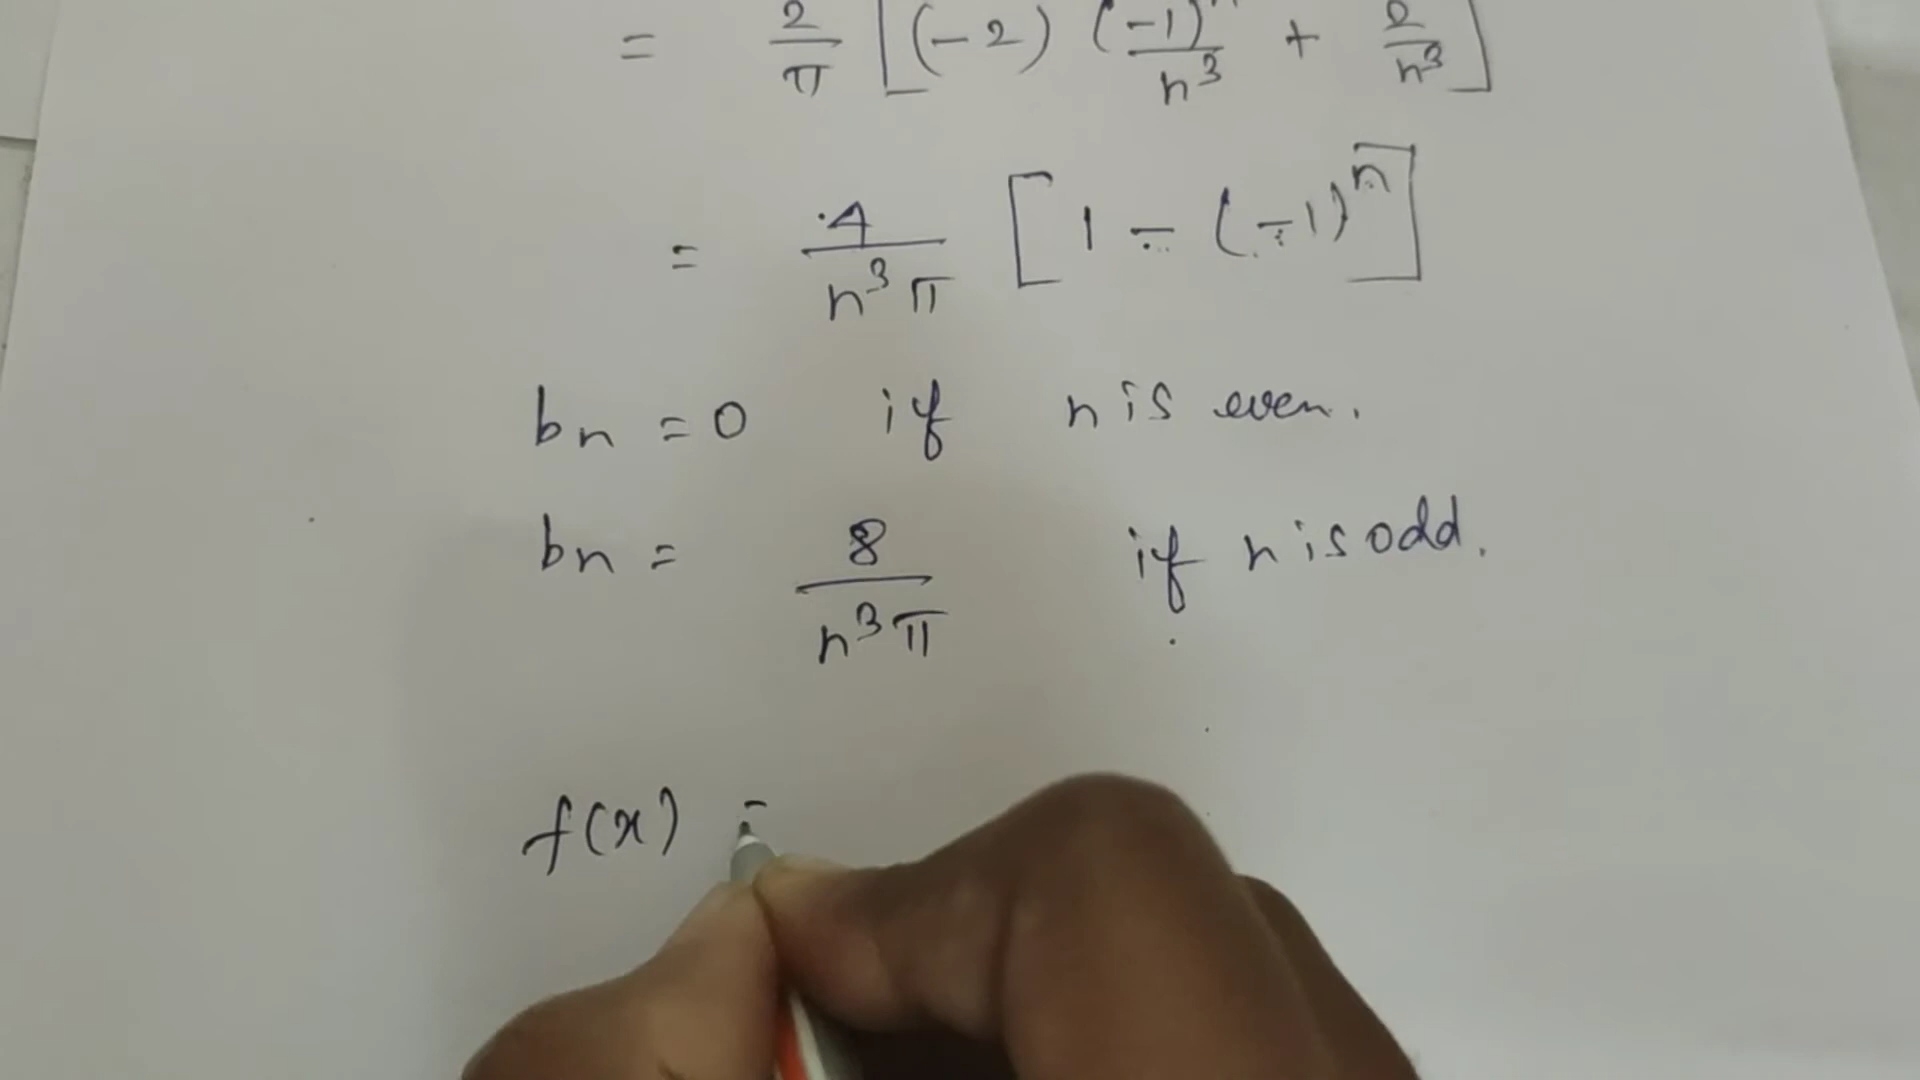 = 2/π [(-2) (-1)^n/n³ + 2/n³]
= 4/n³π [1 - (-1)^n]
bn = 0 if n is even.
bn = 8/n³π if n is odd.
f(x) =